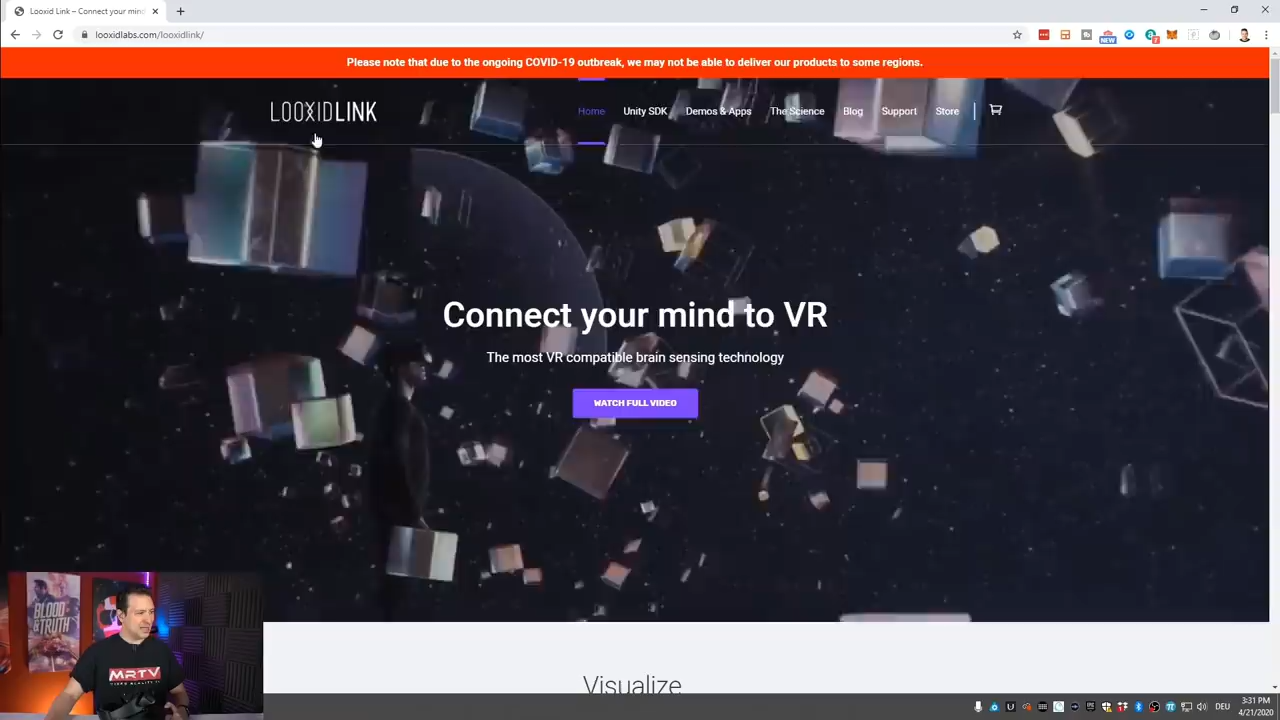 Looxid Link – Connect your mind
looxidlabs.com/looxidlink/
NEW
Please note that due to the ongoing COVID-19 outbreak, we may not be able to deliver our products to some regions.
LOOXIDLINK
Home
Unity SDK
Demos & Apps
The Science
Blog
Support
Store
Connect your mind to VR
The most VR compatible brain sensing technology
WATCH FULL VIDEO
Visualize
BLOOD
& TRUTH
MRTV
DEU
3:31 PM
4/21/2020